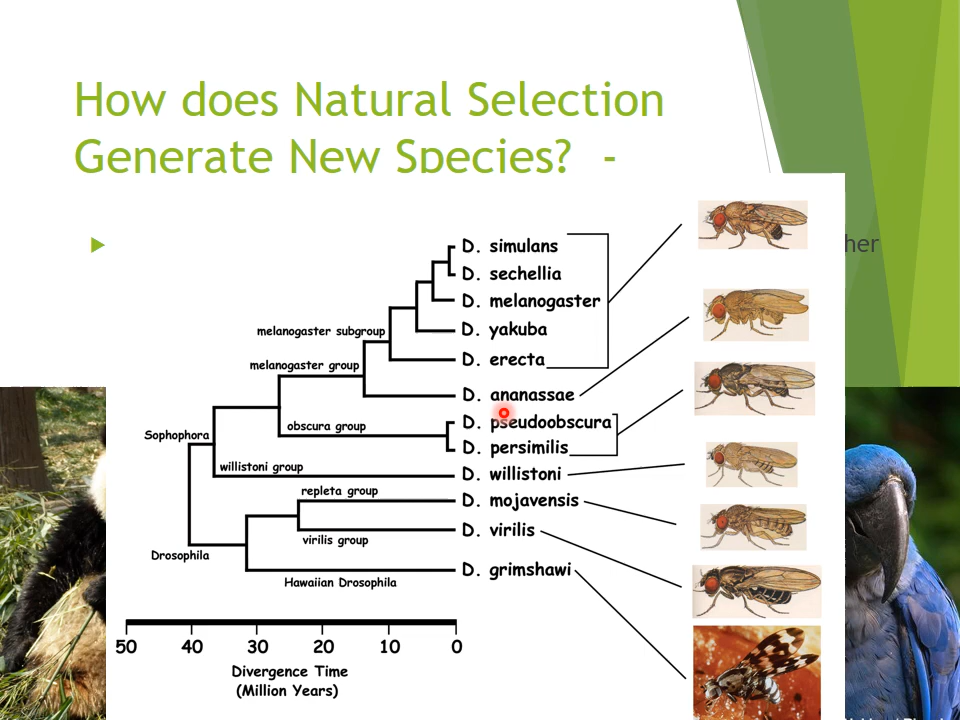 How does Natural Selection
Generate New Species? -
her
D. simulans
D. sechellia
D. melanogaster
D. yakuba
melanogaster subgroup
D. erecta
melanogaster group
D. ananassae
D. pseudoobscura
obscura group
Sophophora
D. persimilis
willistoni group
D. willistoni
repleta group
D. mojavensis
D. virilis
virilis group
Drosophila
D. grimshawi
Hawaiian Drosophila
50 40 30 20 10 0
Divergence Time
(Million Years)